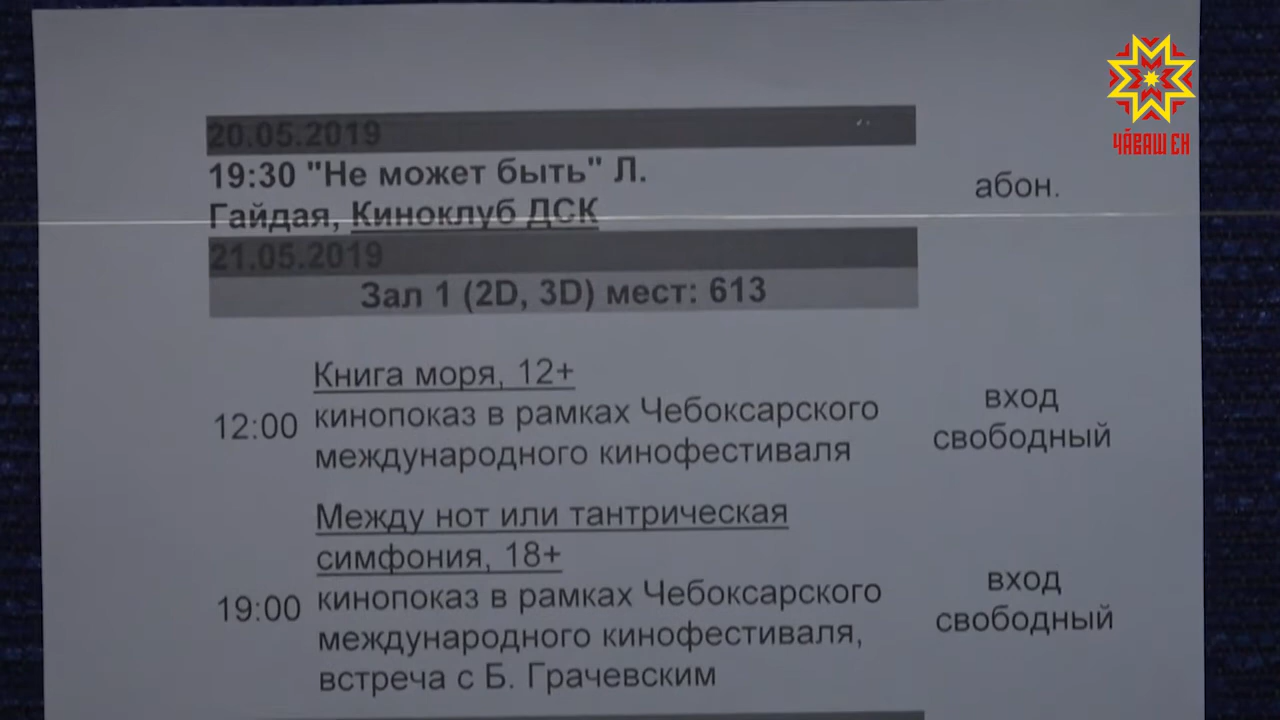 20.05.2019
19:30 "Не может быть" Л.
Гайдая, Киноклуб ДСК
абон.
21.05.2019
Зал 1 (2D, 3D) мест: 613
12:00
Книга моря, 12+
кинопоказ в рамках Чебоксарского
международного кинофестиваля
вход
свободный
19:00
Между нот или тантрическая
симфония, 18+
кинопоказ в рамках Чебоксарского
международного кинофестиваля,
встреча с Б. Грачевским
вход
свободный
ЧӐВАШ ЕН